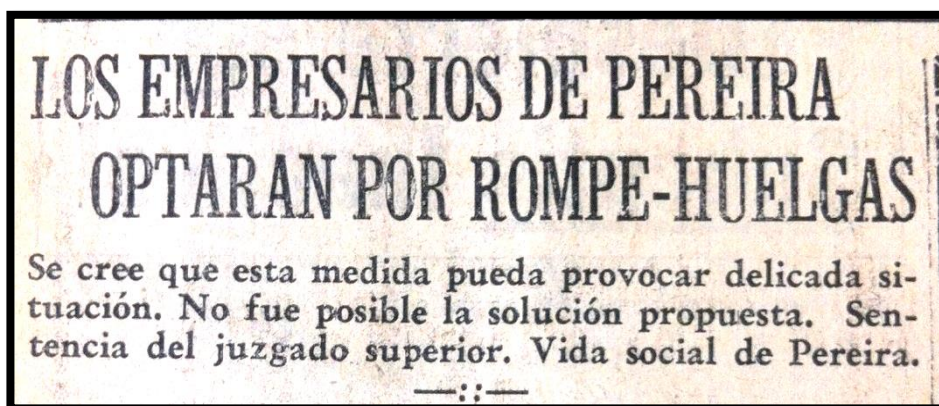 LOS EMPRESARIOS DE PEREIRA
OPTARAN POR ROMPE-HUELGAS
Se cree que esta medida pueda provocar delicada si-
tuación. No fue posible la solución propuesta. Sen-
tencia del juzgado superior. Vida social de Pereira.
—::—